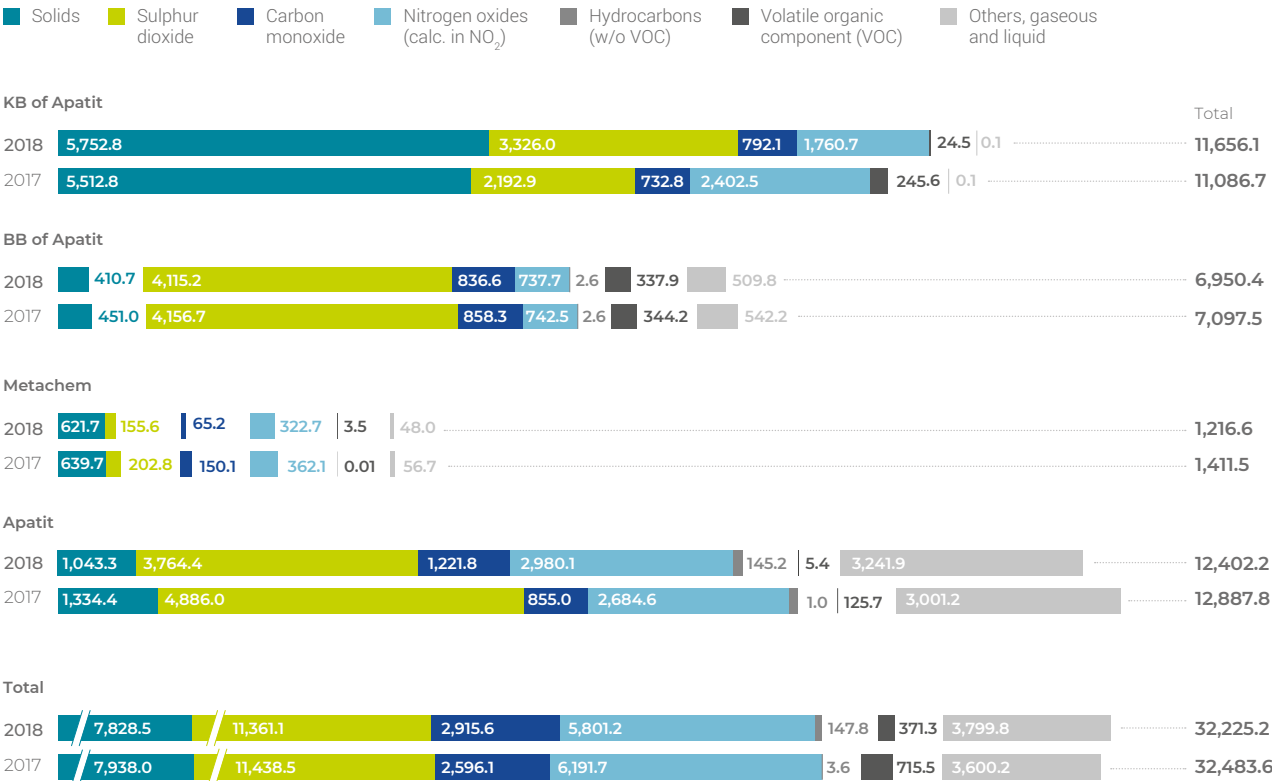 Solids
Sulphur
dioxide
Carbon
monoxide
Nitrogen oxides
(calc. in NO2)
Hydrocarbons
(w/o VOC)
Volatile organic
component (VOC)
Others, gaseous
and liquid
KB of Apatit
Total
2018 5,752.8 3,326.0 792.1 1,760.7 24.5 0.1 11,656.1
2017 5,512.8 2,192.9 732.8 2,402.5 245.6 0.1 11,086.7
BB of Apatit
2018 410.7 4,115.2 836.6 737.7 2.6 337.9 509.8 6,950.4
2017 451.0 4,156.7 858.3 742.5 2.6 344.2 542.2 7,097.5
Metachem
2018 621.7 155.6 65.2 322.7 3.5 48.0 1,216.6
2017 639.7 202.8 150.1 362.1 0.01 56.7 1,411.5
Apatit
2018 1,043.3 3,764.4 1,221.8 2,980.1 145.2 5.4 3,241.9 12,402.2
2017 1,334.4 4,886.0 855.0 2,684.6 1.0 125.7 3,001.2 12,887.8
Total
2018 7,828.5 11,361.1 2,915.6 5,801.2 147.8 371.3 3,799.8 32,225.2
2017 7,938.0 11,438.5 2,596.1 6,191.7 3.6 715.5 3,600.2 32,483.6